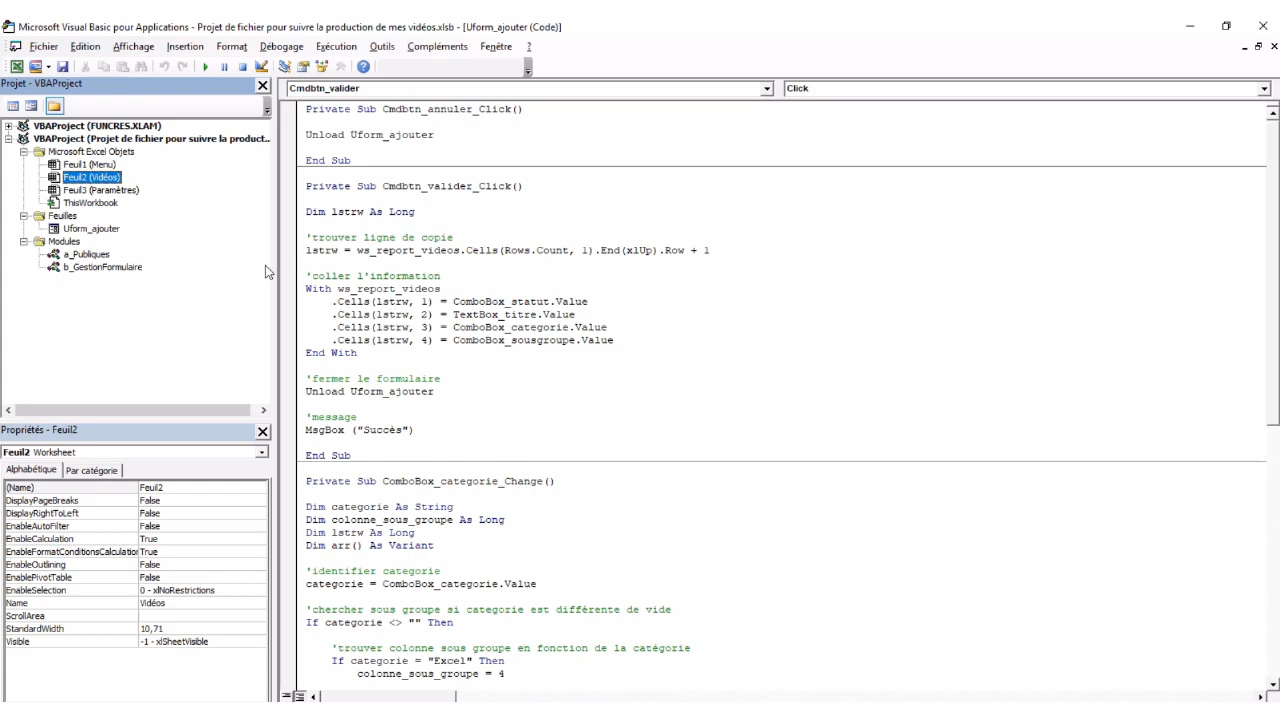 Microsoft Visual Basic pour Applications - Projet de fichier pour suivre la production de mes vidéos.xlsb - [Uform_ajouter (Code)]
Fichier Edition Affichage Insertion Format Débogage Exécution Outils Compléments Fenêtre ?
Projet - VBAProject
VBAProject (FUNCRES.XLAM)
VBAProject (Projet de fichier pour suivre la product...
Microsoft Excel Objets
Feuil1 (Menu)
Feuil2 (Vidéos)
Feuil3 (Paramètres)
ThisWorkbook
Feuilles
Uform_ajouter
Modules
a_Publiques
b_GestionFormulaire
Propriétés - Feuil2
Feuil2 Worksheet
Alphabétique Par catégorie
(Name) Feuil2
DisplayPageBreaks False
DisplayRightToLeft False
EnableAutoFilter False
EnableCalculation True
EnableFormatConditionsCalculation True
EnableOutlining False
EnablePivotTable False
EnableSelection 0 - xlNoRestrictions
Name Vidéos
ScrollArea
StandardWidth 10,71
Visible -1 - xlSheetVisible
Cmdbtn_valider Click
Private Sub Cmdbtn_annuler_Click()
Unload Uform_ajouter
End Sub
Private Sub Cmdbtn_valider_Click()
Dim lstrw As Long
'trouver ligne de copie
lstrw = ws_report_videos.Cells(Rows.Count, 1).End(xlUp).Row + 1
'coller l'information
With ws_report_videos
.Cells(lstrw, 1) = ComboBox_statut.Value
.Cells(lstrw, 2) = TextBox_titre.Value
.Cells(lstrw, 3) = ComboBox_categorie.Value
.Cells(lstrw, 4) = ComboBox_sousgroupe.Value
End With
'fermer le formulaire
Unload Uform_ajouter
'message
MsgBox ("Succès")
End Sub
Private Sub ComboBox_categorie_Change()
Dim categorie As String
Dim colonne_sous_groupe As Long
Dim lstrw As Long
Dim arr() As Variant
'identifier categorie
categorie = ComboBox_categorie.Value
'chercher sous groupe si categorie est différente de vide
If categorie <> "" Then
'trouver colonne sous groupe en fonction de la catégorie
If categorie = "Excel" Then
colonne_sous_groupe = 4